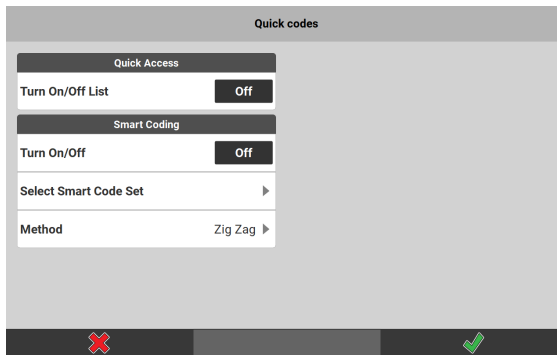 Quick codes
Quick Access
Turn On/Off List Off
Smart Coding
Turn On/Off Off
Select Smart Code Set
Method Zig Zag